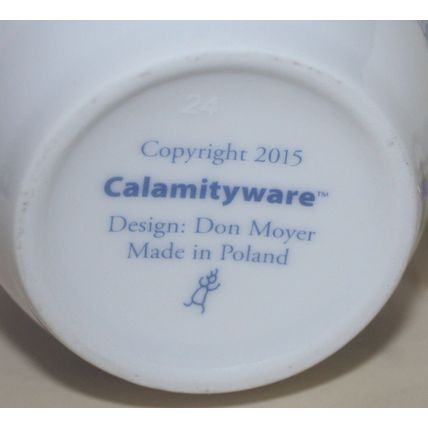 24
Copyright 2015
Calamityware™
Design: Don Moyer
Made in Poland